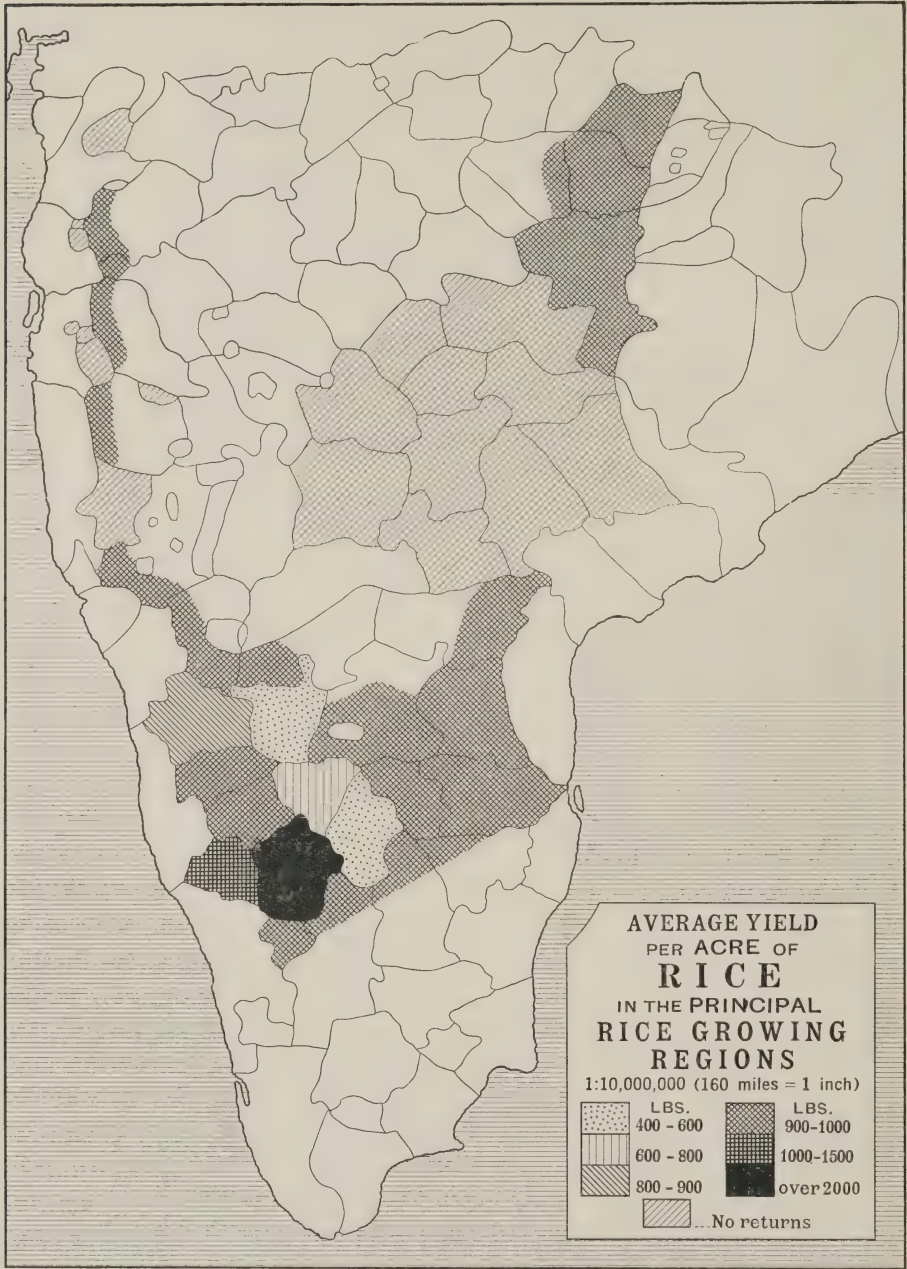 AVERAGE YIELD
PER ACRE OF
RICE
IN THE PRINCIPAL
RICE GROWING
REGIONS
1:10,000,000 (160 miles = 1 inch)
LBS.
400 - 600
600 - 800
800 - 900
LBS.
900-1000
1000-1500
over 2000
...No returns